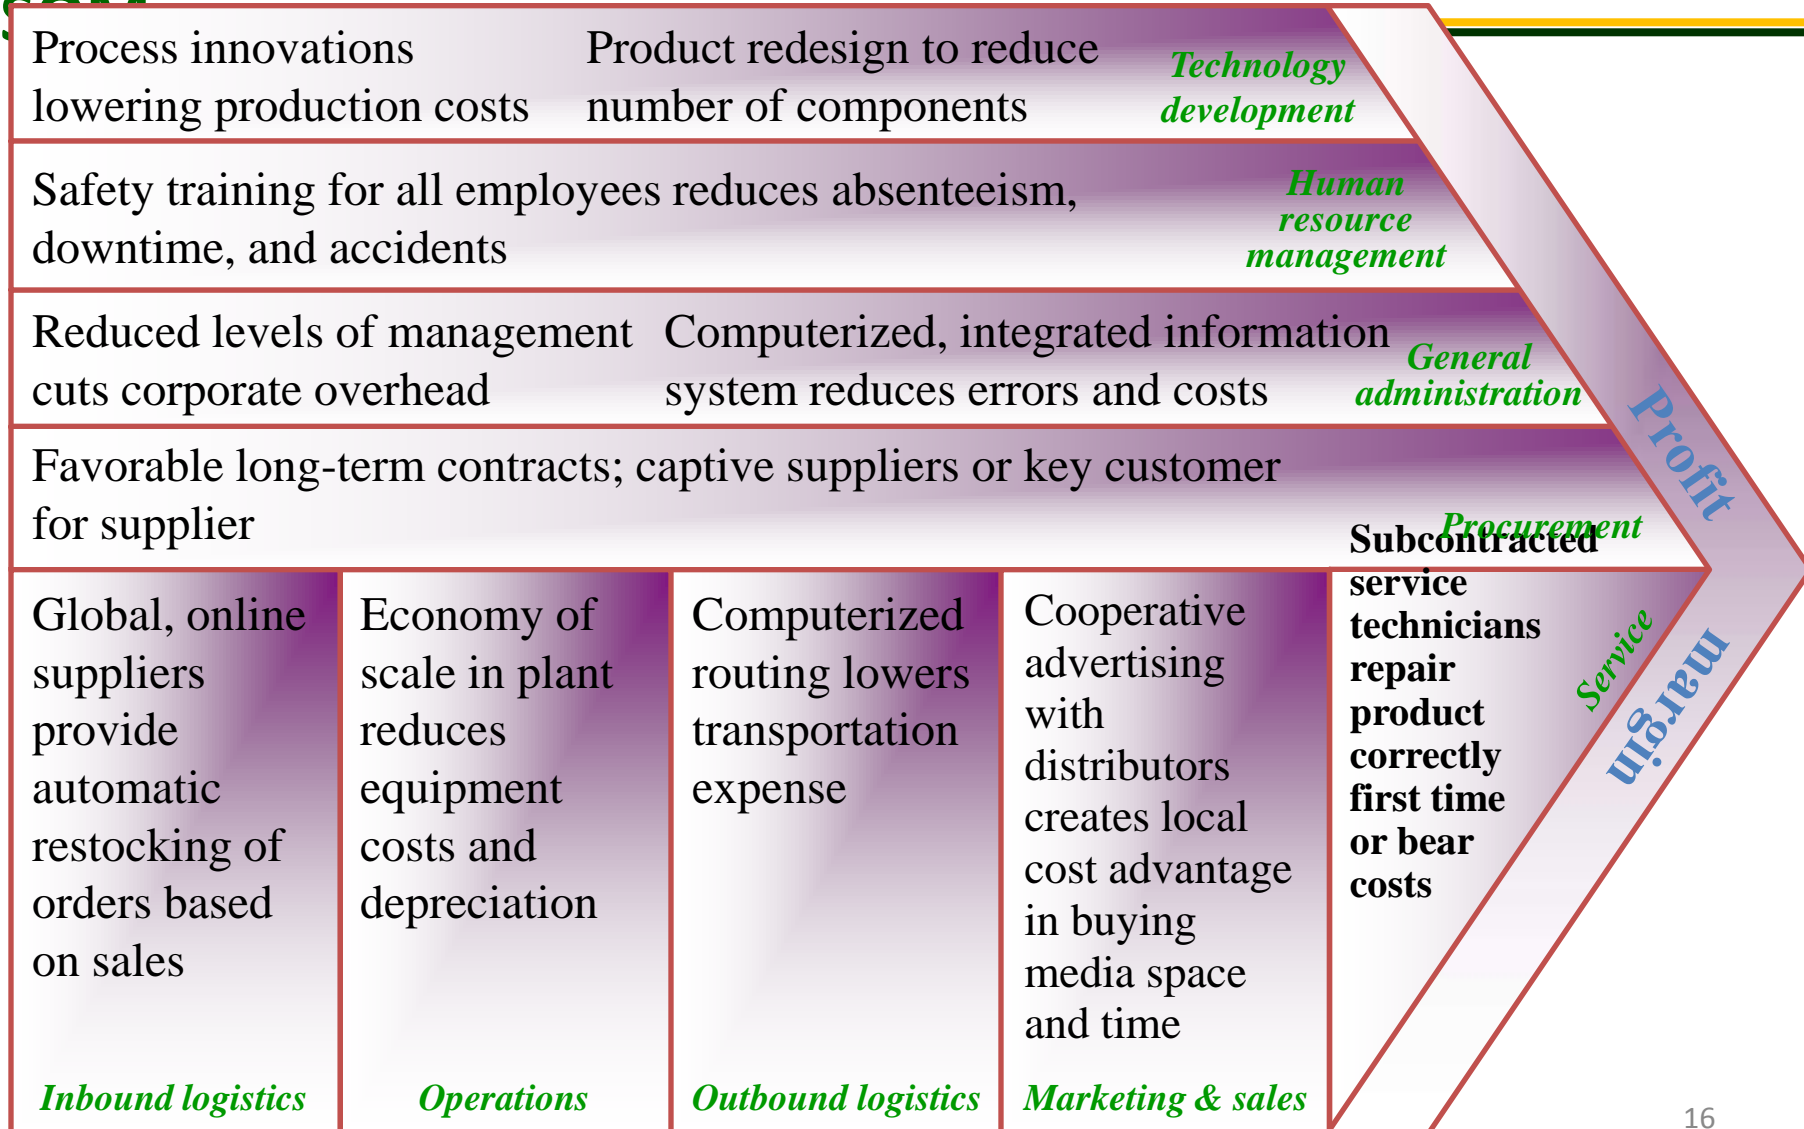 Process innovations
lowering production costs
Product redesign to reduce
number of components
Technology
development
Safety training for all employees reduces absenteeism,
downtime, and accidents
Human
resource
management
Reduced levels of management
cuts corporate overhead
Computerized, integrated information
system reduces errors and costs
General
administration
Favorable long-term contracts; captive suppliers or key customer
for supplier
Procurement
Profit
margin
Global, online
suppliers
provide
automatic
restocking of
orders based
on sales
Inbound logistics
Economy of
scale in plant
reduces
equipment
costs and
depreciation
Operations
Computerized
routing lowers
transportation
expense
Outbound logistics
Cooperative
advertising
with
distributors
creates local
cost advantage
in buying
media space
and time
Marketing & sales
Subcontracted
service
technicians
repair
product
correctly
first time
or bear
costs
Service
16